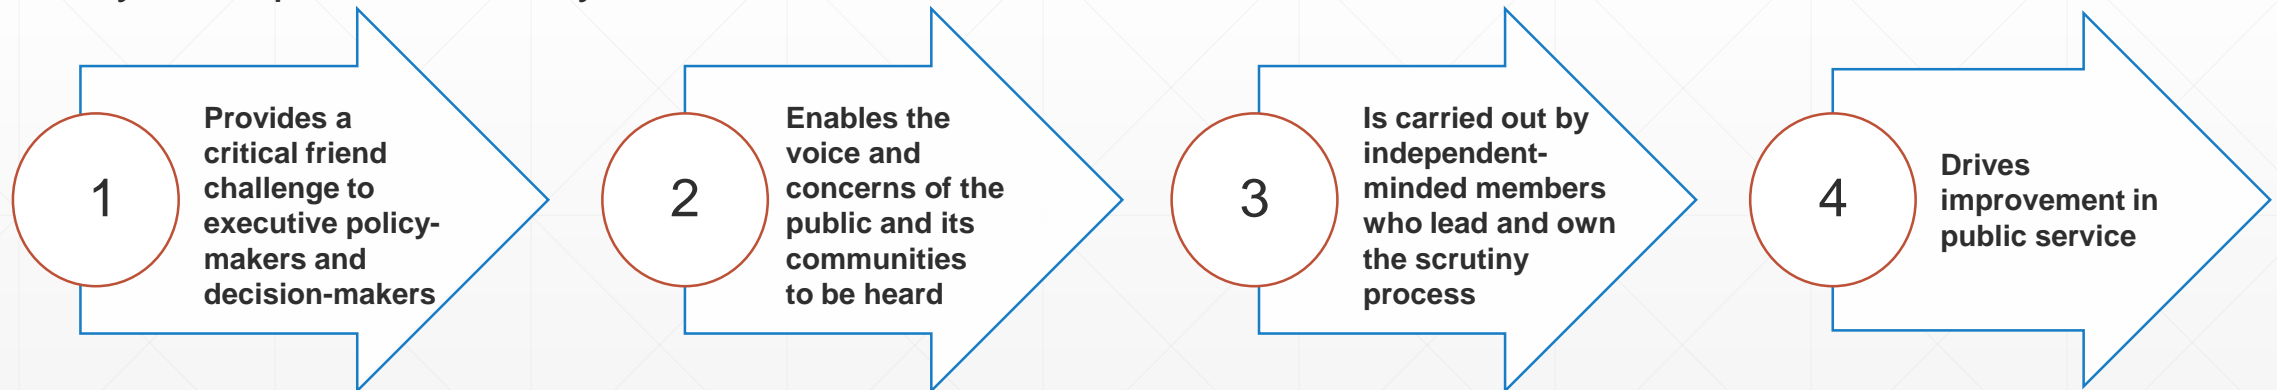 1
Provides a
critical friend
challenge to
executive policy-
makers and
decision-makers
2
Enables the
voice and
concerns of the
public and its
communities
to be heard
3
Is carried out by
independent-
minded members
who lead and own
the scrutiny
process
4
Drives
improvement in
public service